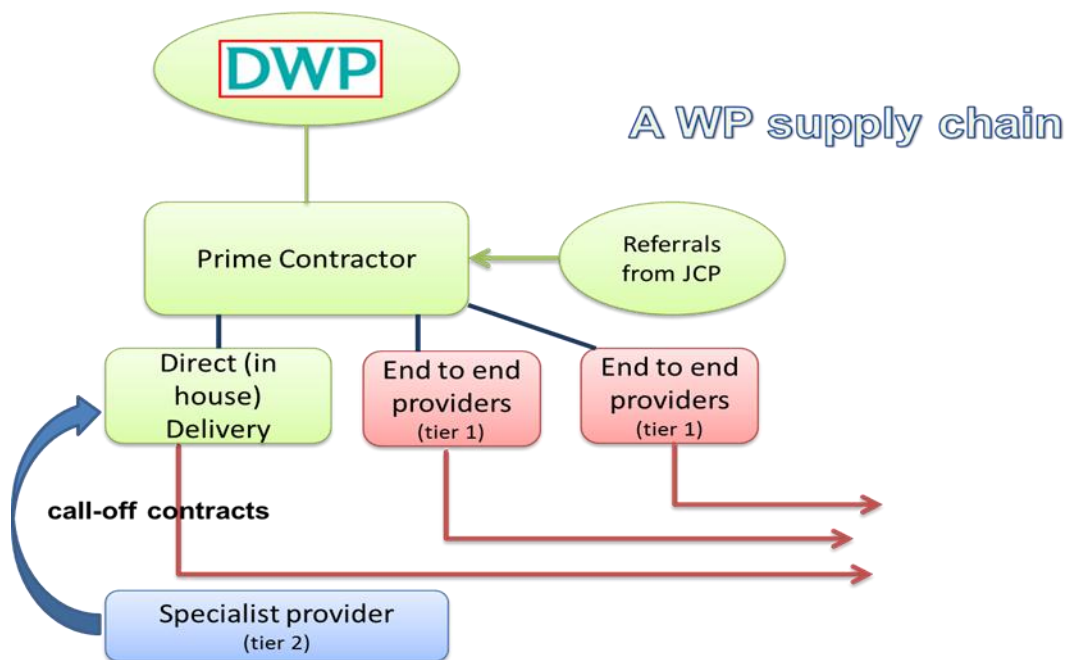 DWP
A WP supply chain
Prime Contractor
Referrals
from JCP
Direct (in
house)
Delivery
End to end
providers
(tier 1)
End to end
providers
(tier 1)
call-off contracts
Specialist provider
(tier 2)